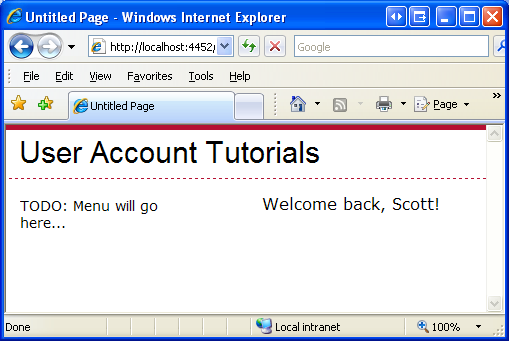 Untitled Page - Windows Internet Explorer
http://localhost:4452/
Google
File Edit View Favorites Tools Help
Untitled Page
Page
»
User Account Tutorials
TODO: Menu will go
here...
Welcome back, Scott!
Done
Local intranet
100%